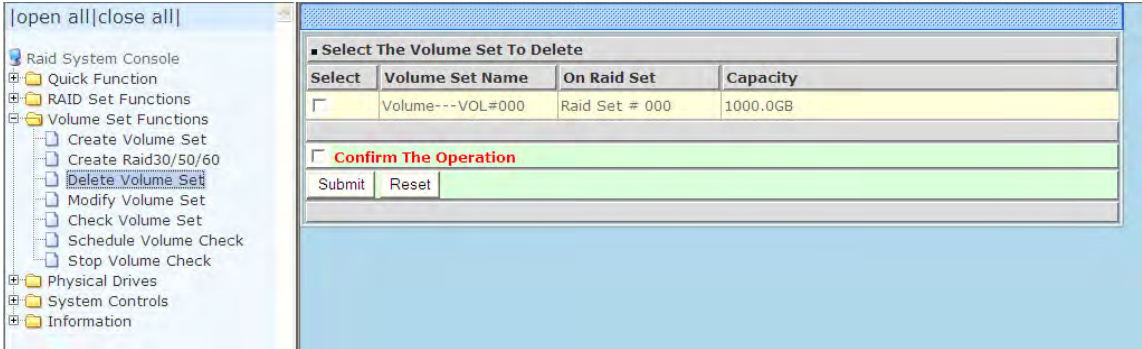 |open all|close all|
Raid System Console
Quick Function
RAID Set Functions
Volume Set Functions
Create Volume Set
Create Raid30/50/60
Delete Volume Set
Modify Volume Set
Check Volume Set
Schedule Volume Check
Stop Volume Check
Physical Drives
System Controls
Information
Select The Volume Set To Delete
Select Volume Set Name On Raid Set Capacity
Volume---VOL#000 Raid Set # 000 1000.0GB
Confirm The Operation
Submit Reset